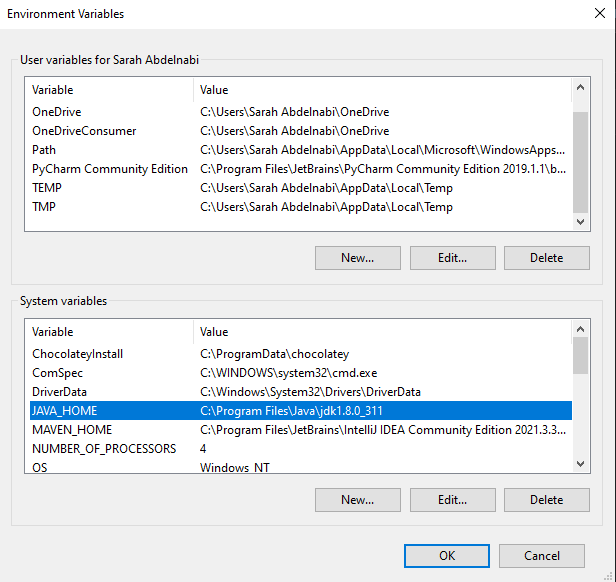 Environment Variables
User variables for Sarah Abdelnabi
Variable Value
OneDrive C:\Users\Sarah Abdelnabi\OneDrive
OneDriveConsumer C:\Users\Sarah Abdelnabi\OneDrive
Path C:\Users\Sarah Abdelnabi\AppData\Local\Microsoft\WindowsApps...
PyCharm Community Edition C:\Program Files\JetBrains\PyCharm Community Edition 2019.1.1\b...
TEMP C:\Users\Sarah Abdelnabi\AppData\Local\Temp
TMP C:\Users\Sarah Abdelnabi\AppData\Local\Temp
New... Edit... Delete
System variables
Variable Value
ChocolateyInstall C:\ProgramData\chocolatey
ComSpec C:\WINDOWS\system32\cmd.exe
DriverData C:\Windows\System32\Drivers\DriverData
JAVA_HOME C:\Program Files\Java\jdk1.8.0_311
MAVEN_HOME C:\Program Files\JetBrains\IntelliJ IDEA Community Edition 2021.3.3...
NUMBER_OF_PROCESSORS 4
OS Windows_NT
New... Edit... Delete
OK Cancel